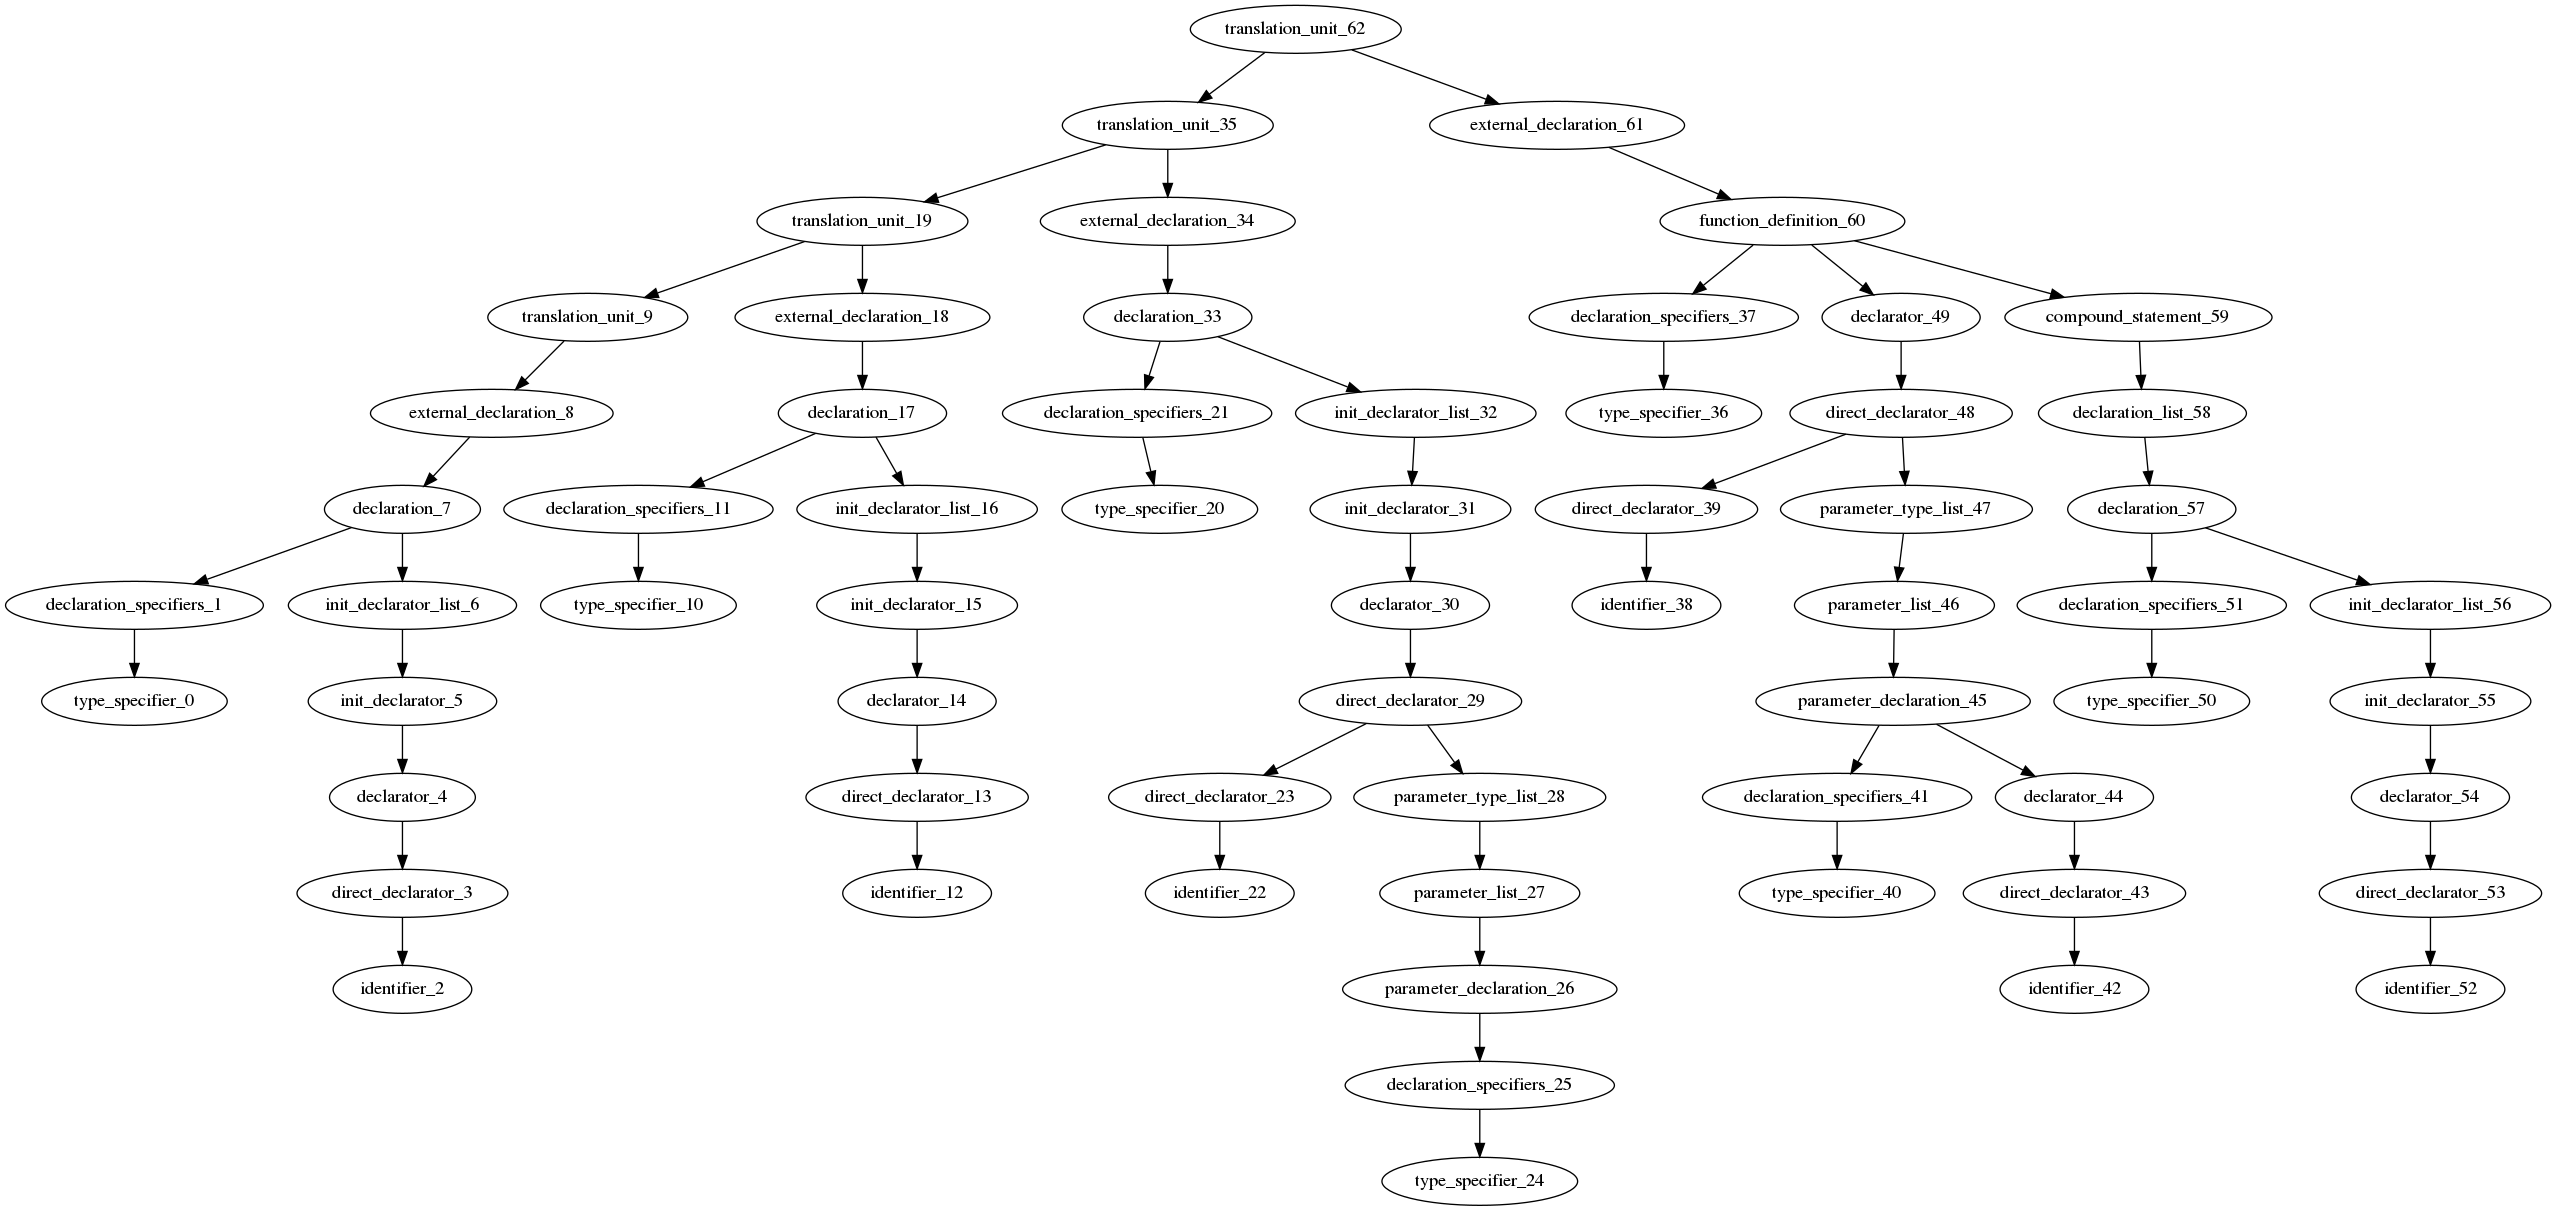 translation_unit_62
translation_unit_35
external_declaration_61
translation_unit_19
external_declaration_34
function_definition_60
translation_unit_9
external_declaration_18
declaration_33
declaration_specifiers_37
declarator_49
compound_statement_59
external_declaration_8
declaration_17
declaration_specifiers_21
init_declarator_list_32
type_specifier_36
direct_declarator_48
declaration_list_58
declaration_7
declaration_specifiers_11
init_declarator_list_16
type_specifier_20
init_declarator_31
direct_declarator_39
parameter_type_list_47
declaration_57
declaration_specifiers_1
init_declarator_list_6
type_specifier_10
init_declarator_15
declarator_30
identifier_38
parameter_list_46
declaration_specifiers_51
init_declarator_list_56
type_specifier_0
init_declarator_5
declarator_14
direct_declarator_29
parameter_declaration_45
type_specifier_50
init_declarator_55
declarator_4
direct_declarator_13
direct_declarator_23
parameter_type_list_28
declaration_specifiers_41
declarator_44
declarator_54
direct_declarator_3
identifier_12
identifier_22
parameter_list_27
type_specifier_40
direct_declarator_43
direct_declarator_53
identifier_2
parameter_declaration_26
identifier_42
identifier_52
declaration_specifiers_25
type_specifier_24